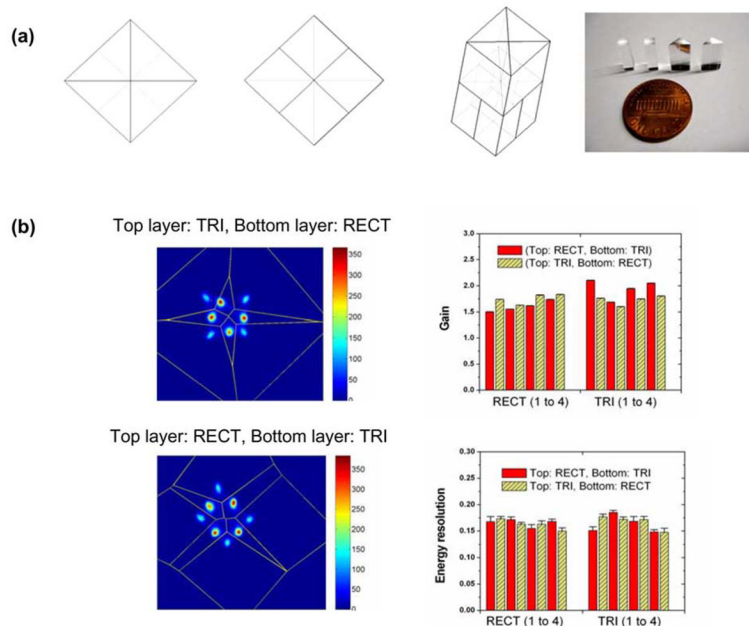 (a)
(b)
Top layer: TRI, Bottom layer: RECT
350
300
250
200
150
100
50
0
3.0
2.5
2.0
1.5
1.0
0.5
0.0
Gain
(Top: RECT, Bottom: TRI)
(Top: TRI, Bottom: RECT)
RECT (1 to 4)
TRI (1 to 4)
Top layer: RECT, Bottom layer: TRI
350
300
250
200
150
100
50
0
0.30
0.25
0.20
0.15
0.10
0.05
0.00
Energy resolution
Top: RECT, Bottom: TRI
Top: TRI, Bottom: RECT
RECT (1 to 4)
TRI (1 to 4)